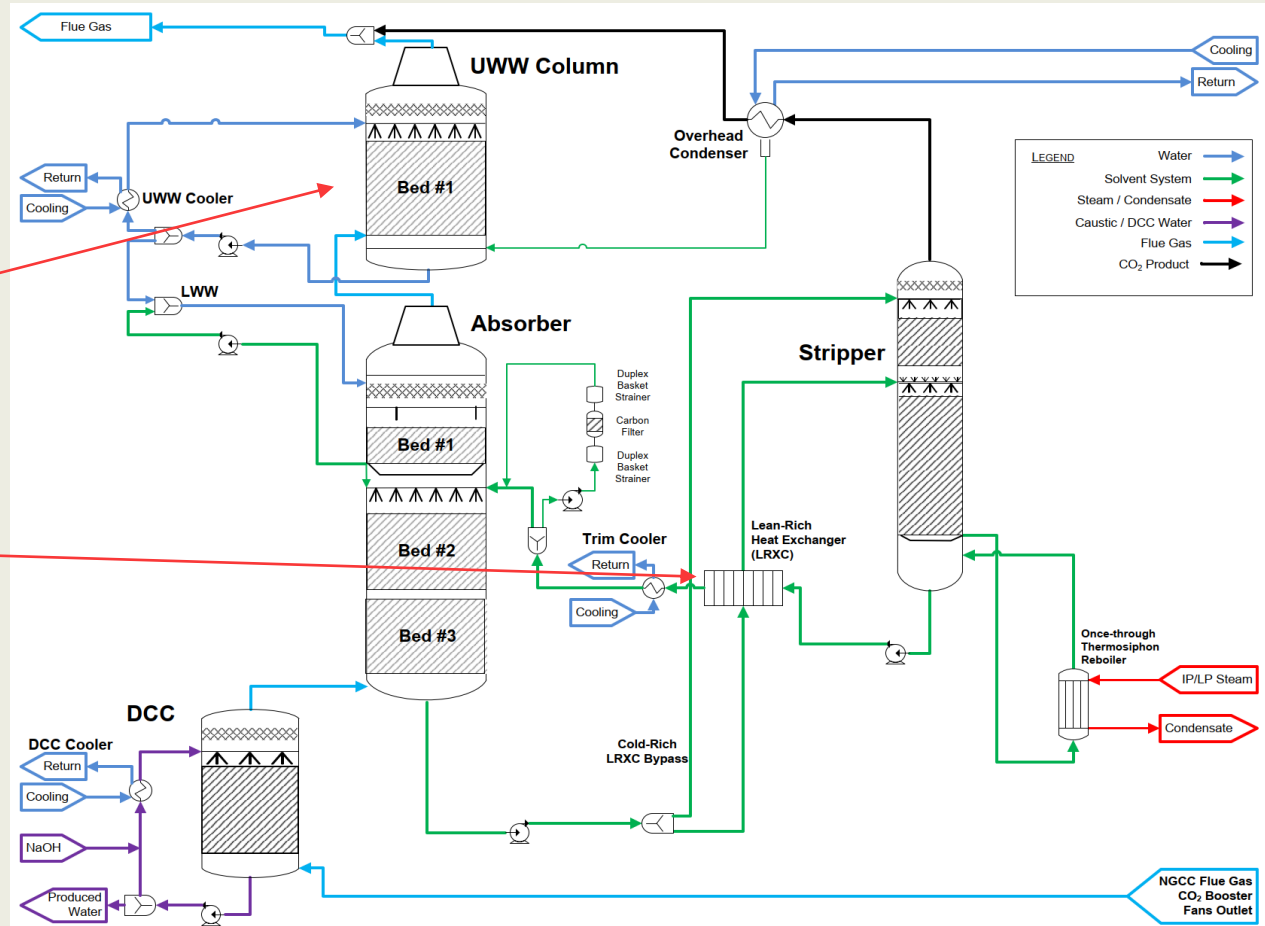 Flue Gas
UWW Column
Cooling
Return
Overhead
Condenser
LEGEND
Water
Solvent System
Steam / Condensate
Caustic / DCC Water
Flue Gas
CO₂ Product
Bed #1
Return
Cooling
UWW Cooler
LWW
Absorber
Stripper
Duplex
Basket
Strainer
Carbon
Filter
Duplex
Basket
Strainer
Bed #1
Bed #2
Bed #3
Trim Cooler
Return
Cooling
Lean-Rich
Heat Exchanger
(LRXC)
Once-through
Thermosiphon
Reboiler
IP/LP Steam
Condensate
Cold-Rich
LRXC Bypass
DCC
DCC Cooler
Return
Cooling
NaOH
Produced
Water
NGCC Flue Gas
CO₂ Booster
Fans Outlet